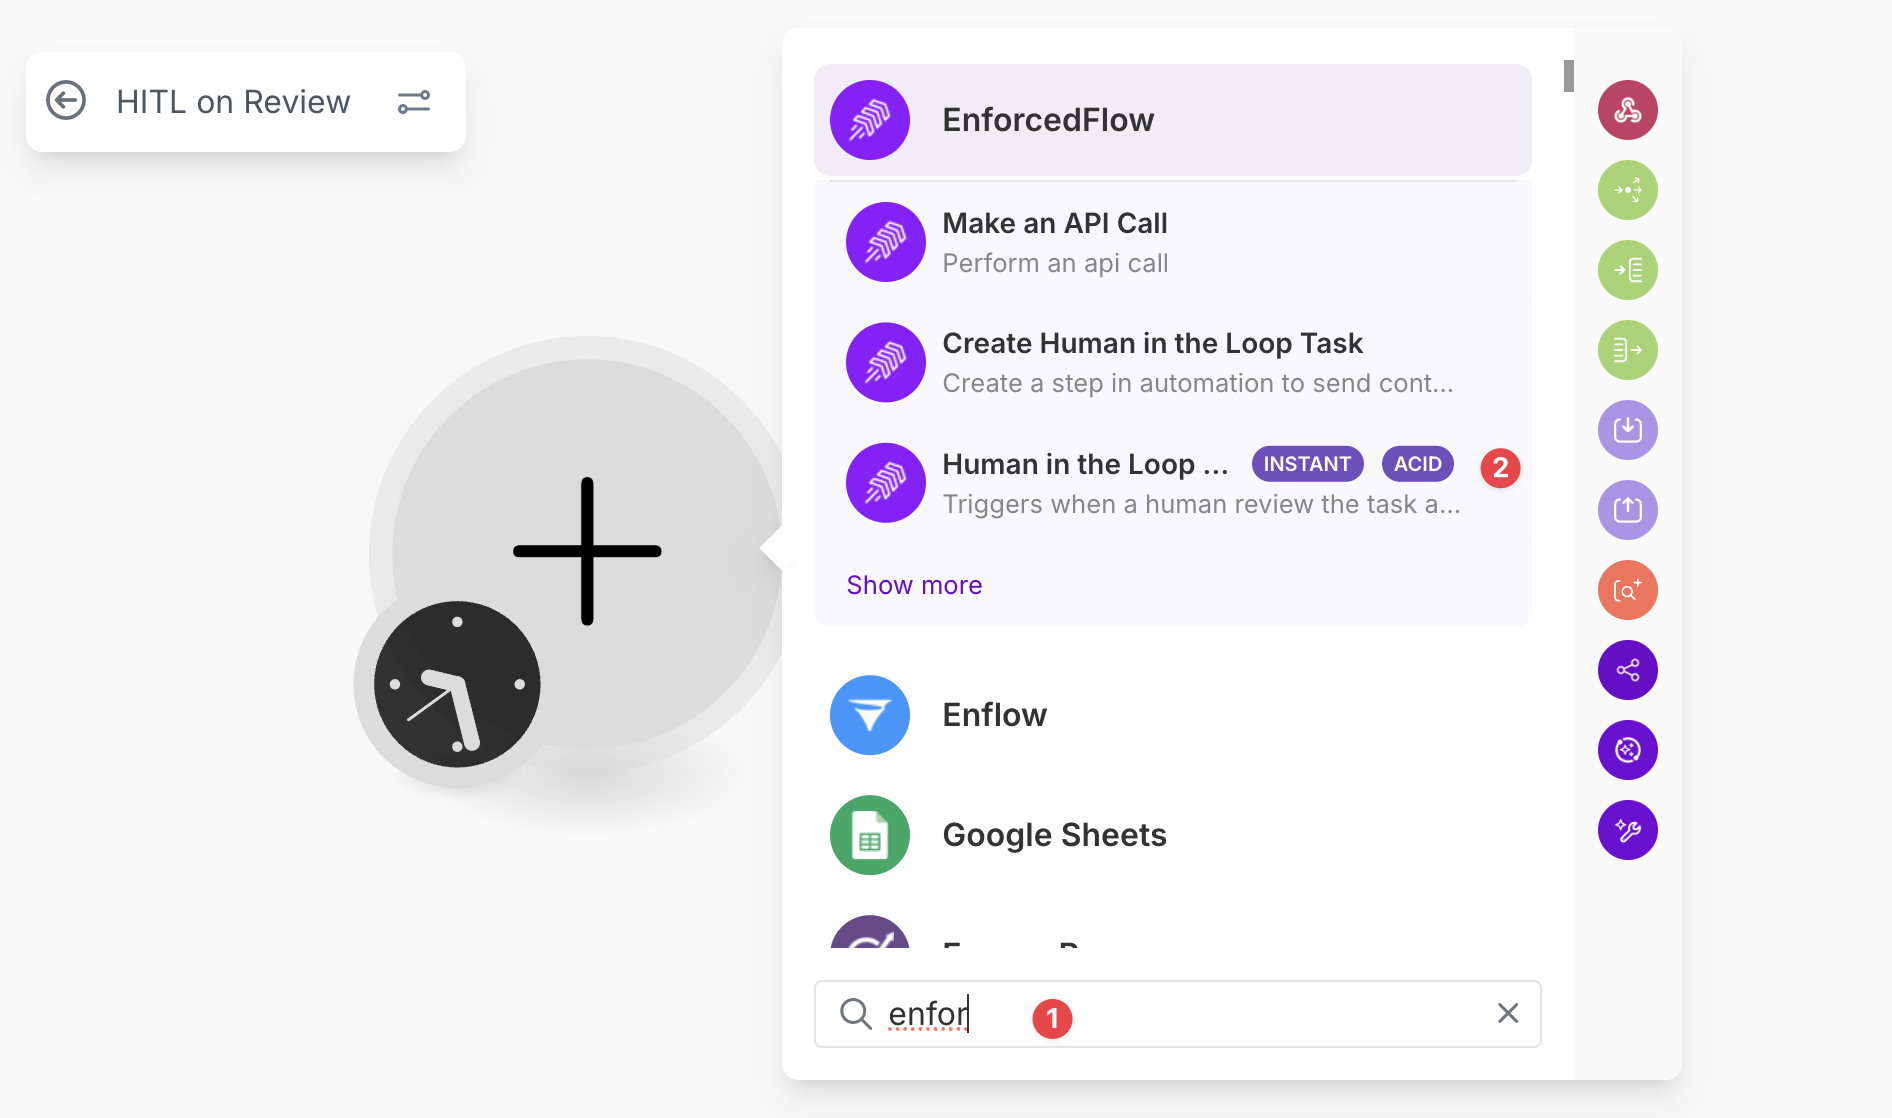 HITL on Review
EnforcedFlow
Make an API Call
Perform an api call
Create Human in the Loop Task
Create a step in automation to send cont...
Human in the Loop ... INSTANT ACID 2
Triggers when a human review the task a...
Show more
Enflow
Google Sheets
enfor 1